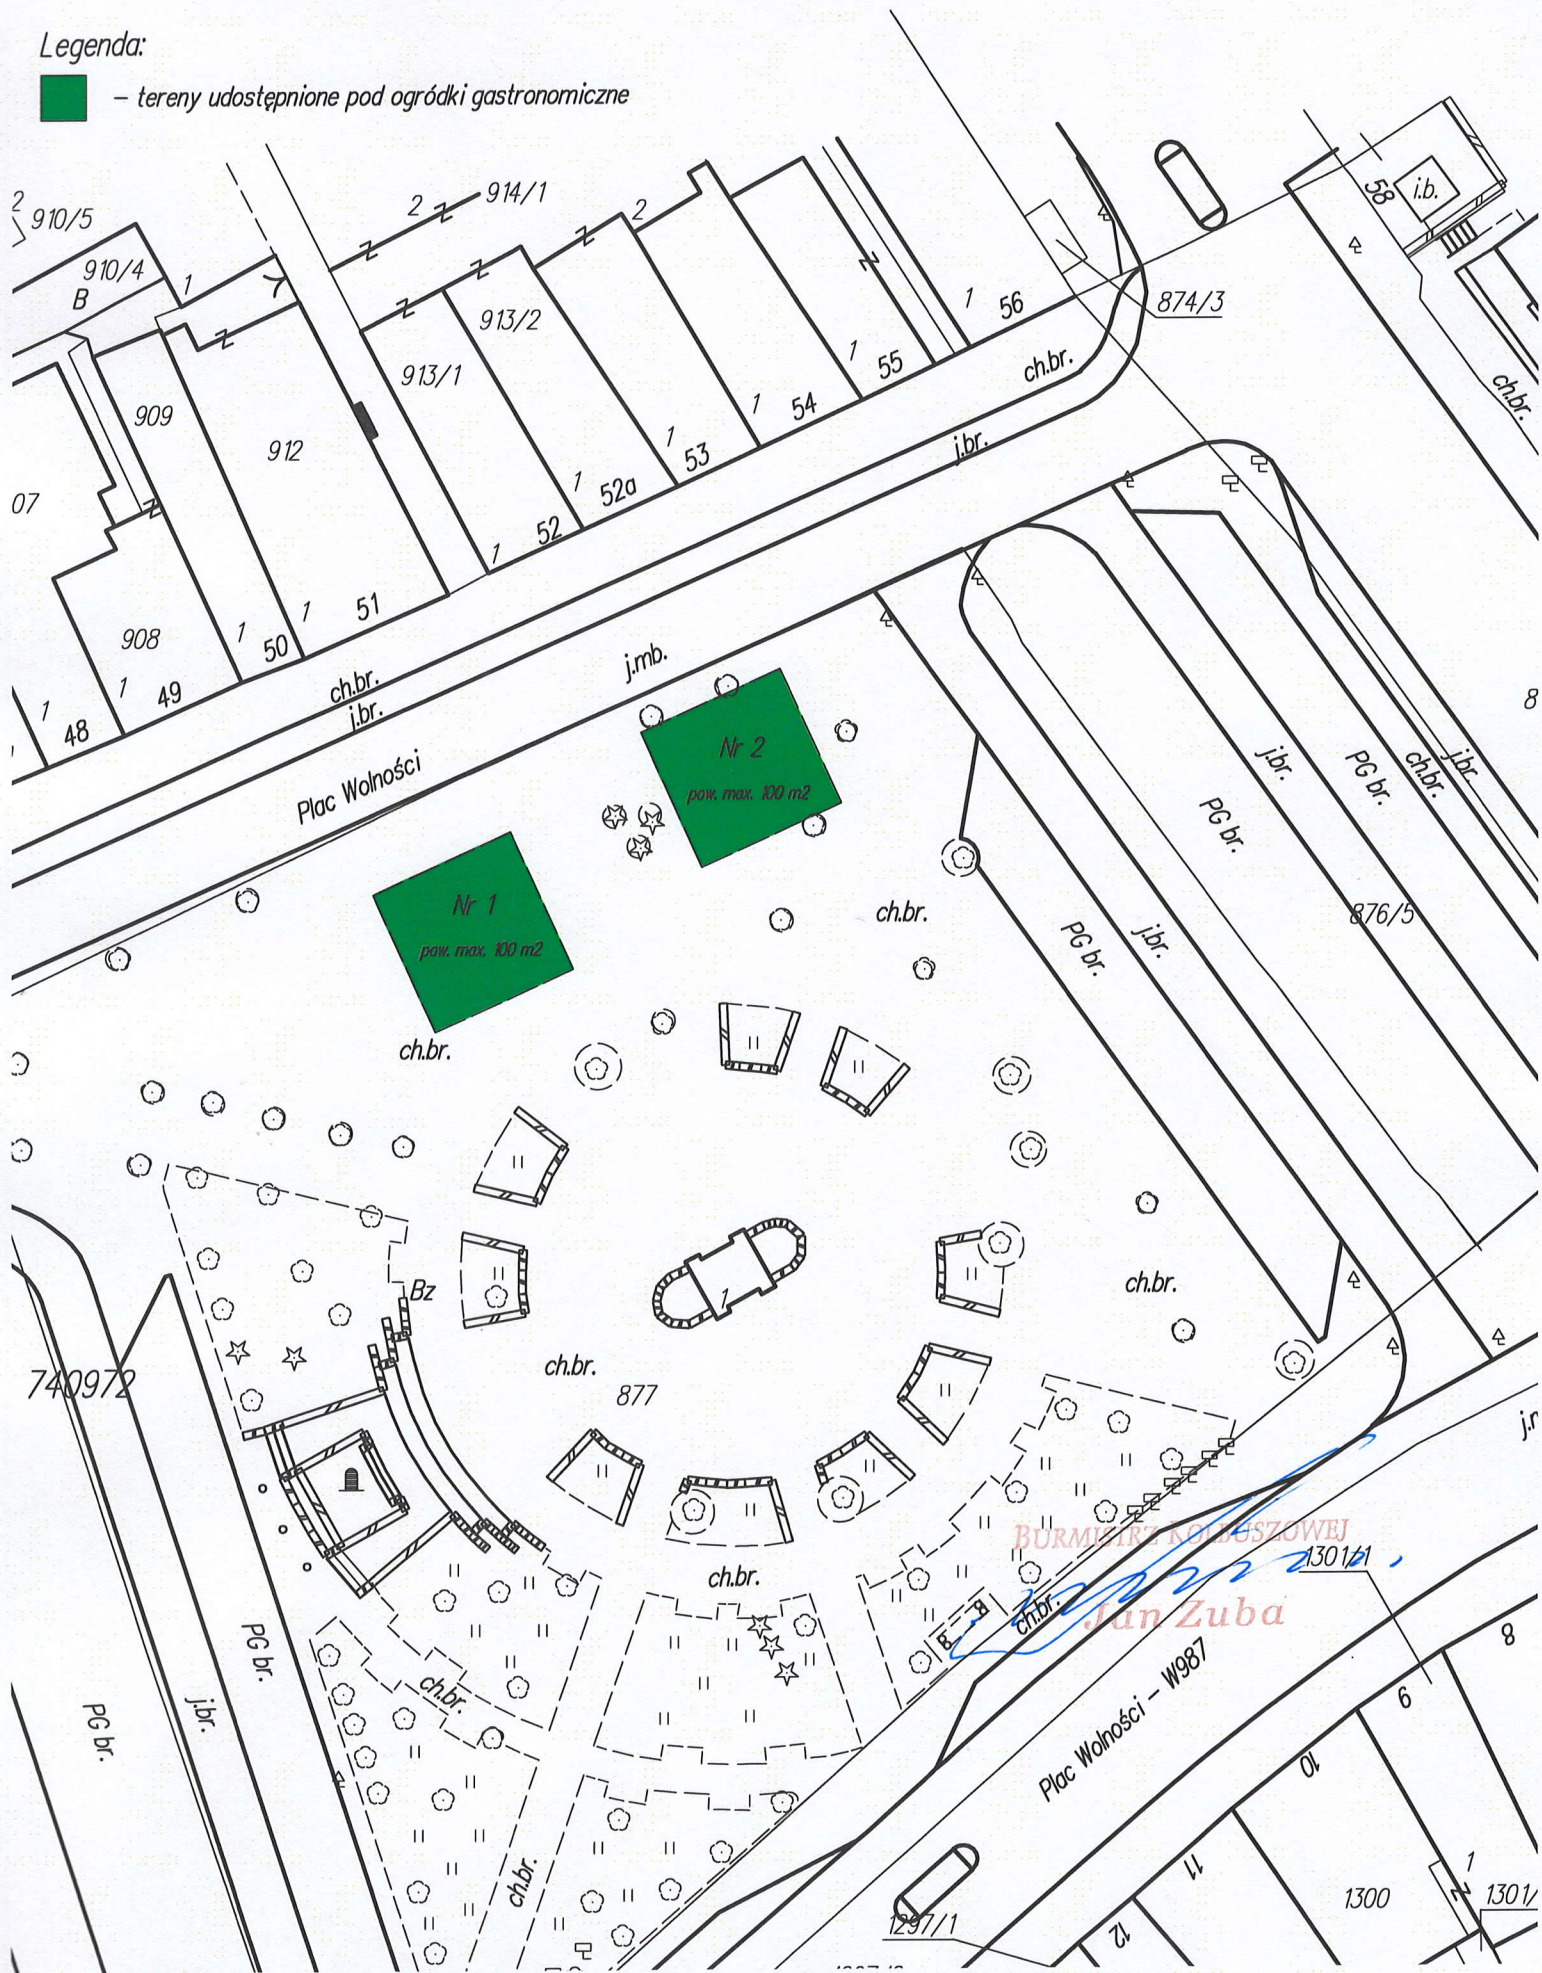 Legenda:
– tereny udostępnione pod ogródki gastronomiczne
2
910/5
910/4
B
1
2
914/1
2
58
i.b.
874/3
1
56
913/2
913/1
909
912
07
1
55
ch.br.
ch.br.
1
54
j.br.
1
53
1
52a
1
52
908
1
51
1
50
1
49
1
48
ch.br.
j.br.
j.mb.
8
Plac Wolności
Nr 2
pow. max. 100 m2
j.br.
PG br.
ch.br.
j.br.
PG br.
Nr 1
pow. max. 100 m2
ch.br.
876/5
PG br.
j.br.
ch.br.
Bz
1
ch.br.
ch.br.
877
740972
j.r
BURMISTRZ KOLBUSZOWEJ
1301/1
ch.br.
ch.br.
B
B
Jan Zuba
PG br.
ch.br.
j.br.
PG br.
Plac Wolności – W987
8
9
10
11
12
ch.br.
1300
1
1301/
1297/1